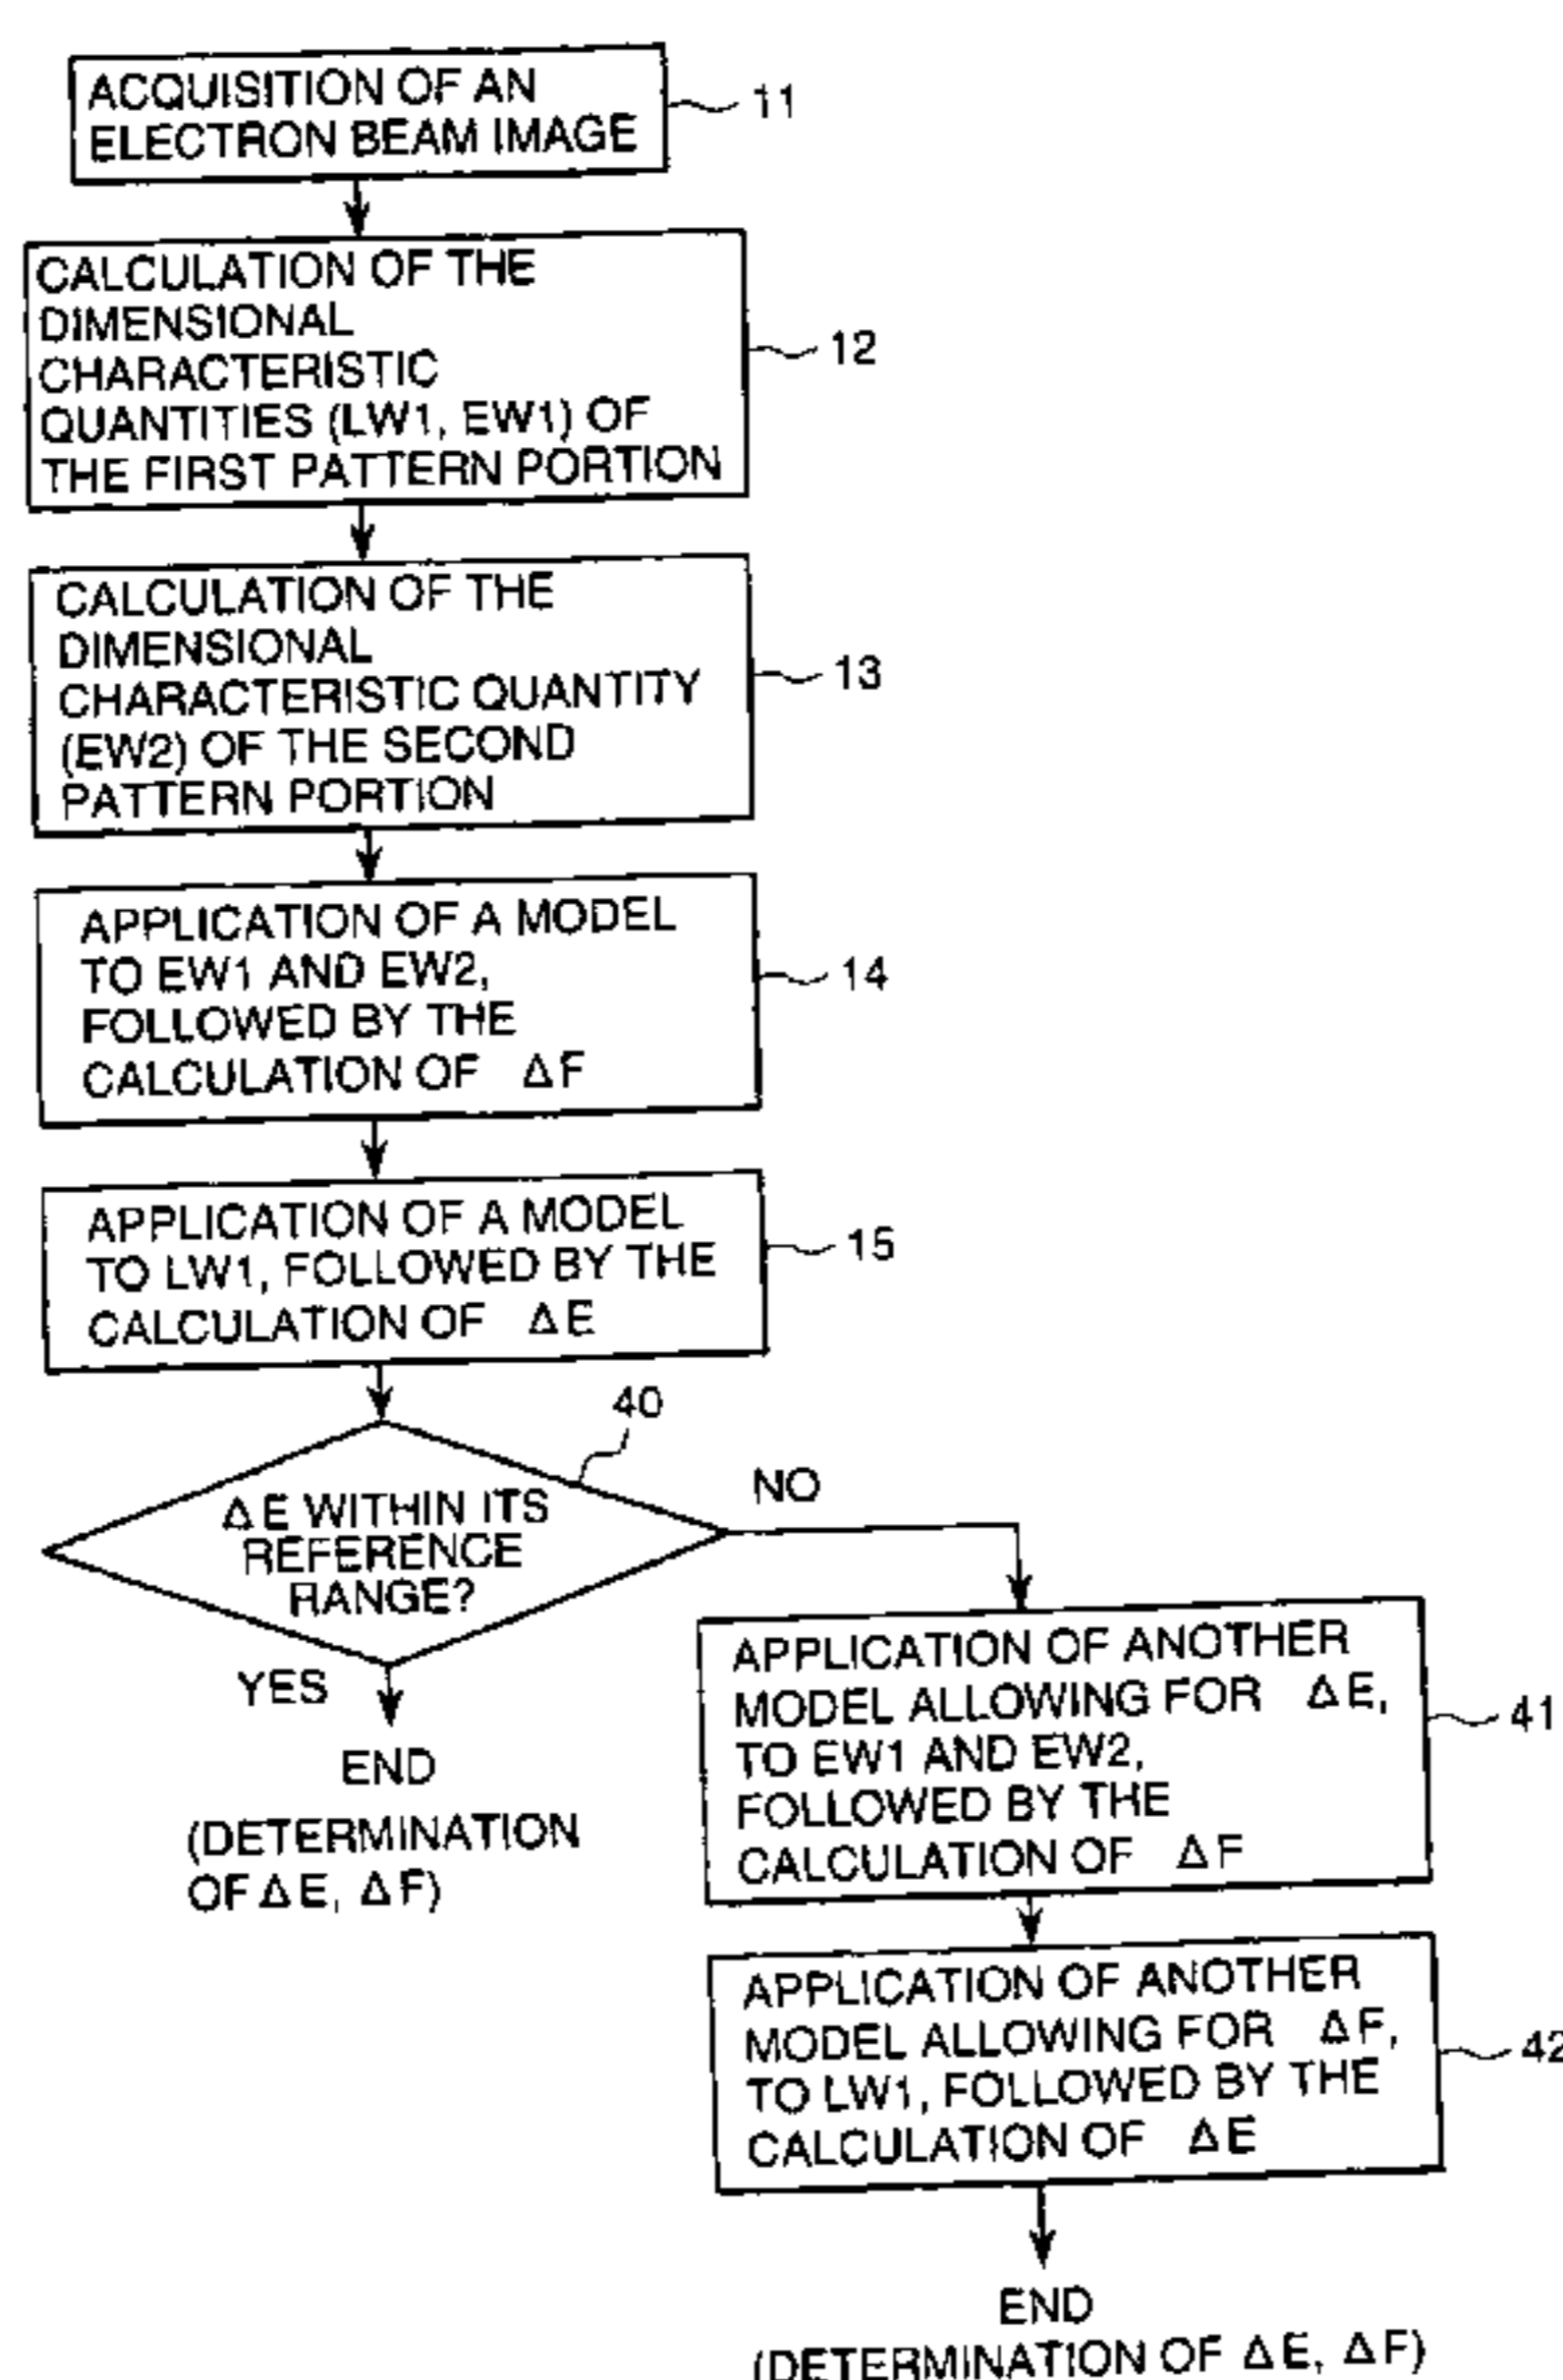 ACQUISITION OF AN
ELECTRON BEAM IMAGE
11
CALCULATION OF THE
DIMENSIONAL
CHARACTERISTIC
QUANTITIES (LW1, EW1) OF
THE FIRST PATTERN PORTION
12
CALCULATION OF THE
DIMENSIONAL
CHARACTERISTIC QUANTITY
(EW2) OF THE SECOND
PATTERN PORTION
13
APPLICATION OF A MODEL
TO EW1 AND EW2,
FOLLOWED BY THE
CALCULATION OF ΔF
14
APPLICATION OF A MODEL
TO LW1, FOLLOWED BY THE
CALCULATION OF ΔE
15
40
ΔE WITHIN ITS
REFERENCE
RANGE?
NO
YES
END
(DETERMINATION
OF ΔE, ΔF)
APPLICATION OF ANOTHER
MODEL ALLOWING FOR ΔE,
TO EW1 AND EW2,
FOLLOWED BY THE
CALCULATION OF ΔF
41
APPLICATION OF ANOTHER
MODEL ALLOWING FOR ΔF,
TO LW1, FOLLOWED BY THE
CALCULATION OF ΔE
42
END
(DETERMINATION OF ΔE, ΔF)